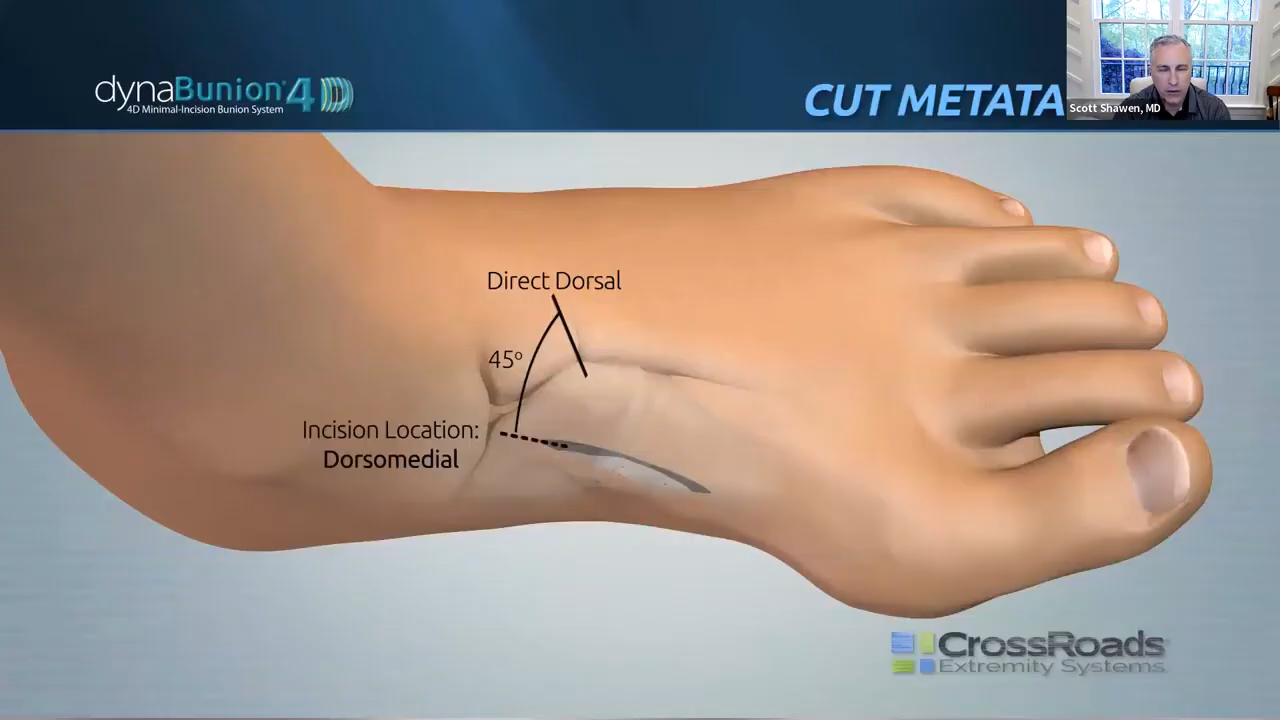 dynaBunion 4D
4D Minimal-Incision Bunion System
CUT METATA
Scott Shawen, MD
Direct Dorsal
45º
Incision Location:
Dorsomedial
CrossRoads
Extremity Systems